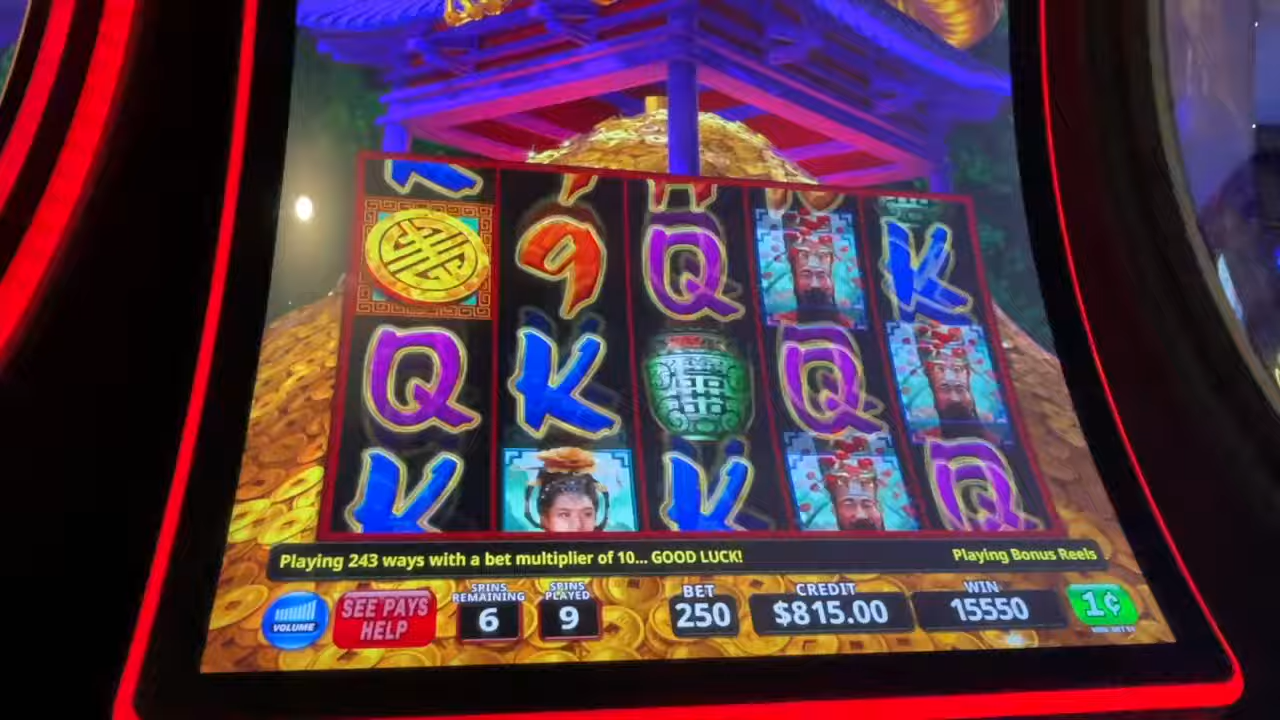 9 Q K
Q K Q
K K Q
Playing 243 ways with a bet multiplier of 10... GOOD LUCK!
Playing Bonus Reels
VOLUME
SEE PAYS
HELP
SPINS
REMAINING
6
SPINS
PLAYED
9
BET
250
CREDIT
$815.00
WIN
15550
1¢